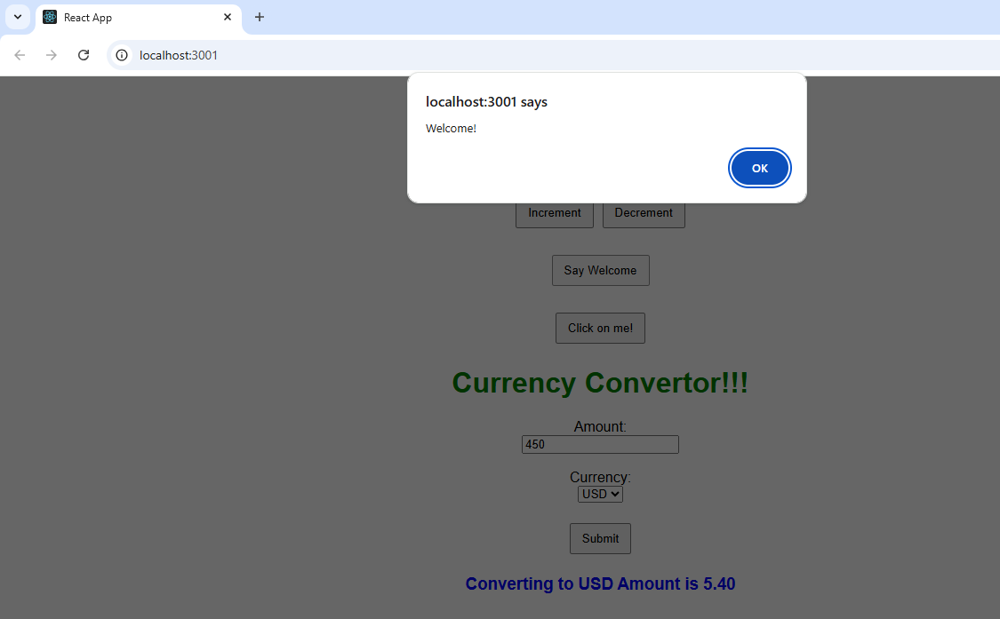 React App
localhost:3001
localhost:3001 says
Welcome!
OK
Increment Decrement
Say Welcome
Click on me!
Currency Convertor!!!
Amount:
450
Currency:
USD
Submit
Converting to USD Amount is 5.40